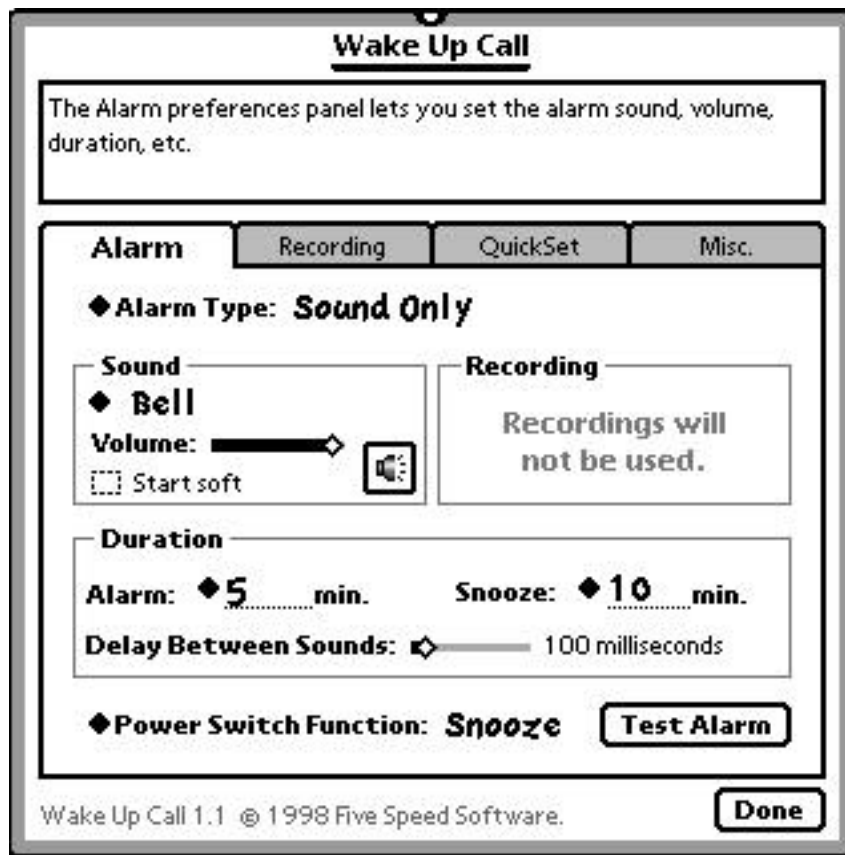 Wake Up Call
The Alarm preferences panel lets you set the alarm sound, volume,
duration, etc.
Alarm Recording QuickSet Misc.
Alarm Type: Sound Only
Sound
Bell
Volume:
Start soft
Recording
Recordings will
not be used.
Duration
Alarm: 5 min. Snooze: 10 min.
Delay Between Sounds: 100 milliseconds
Power Switch Function: Snooze Test Alarm
Wake Up Call 1.1 © 1998 Five Speed Software. Done